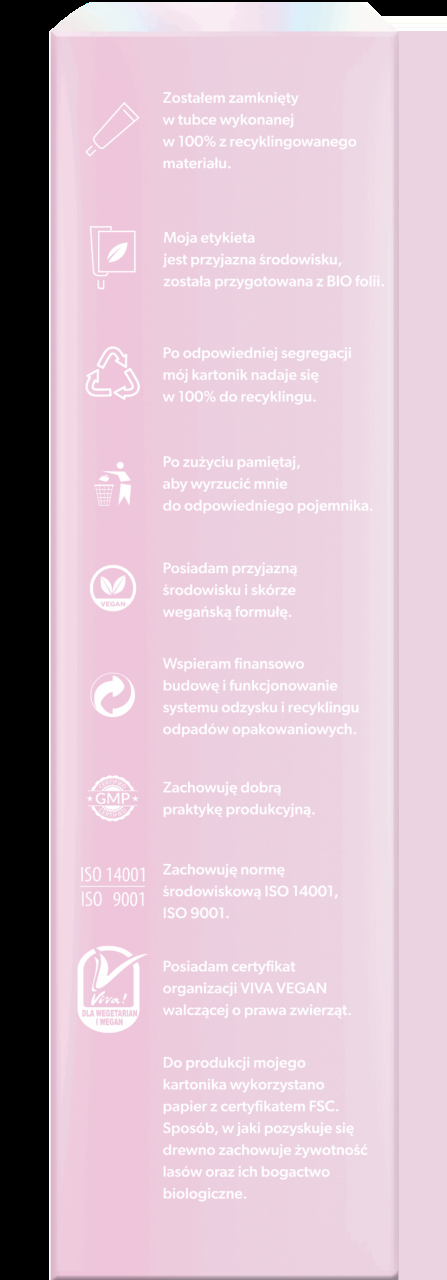 Zostałem zamknięty
w tubce wykonanej
w 100% z recyklingowanego
materiału.
Moja etykieta
jest przyjazna środowisku,
została przygotowana z BIO folii.
Po odpowiedniej segregacji
mój kartonik nadaje się
w 100% do recyklingu.
Po zużyciu pamiętaj,
aby wyrzucić mnie
do odpowiedniego pojemnika.
VEGAN
Posiadam przyjazną
środowisku i skórze
wegańską formułę.
Wspieram finansowo
budowę i funkcjonowanie
systemu odzysku i recyklingu
odpadów opakowaniowych.
GMP
Zachowuję dobrą
praktykę produkcyjną.
ISO 14001
ISO 9001
Zachowuję normę
środowiskową ISO 14001,
ISO 9001.
Viva!
DLA WEGETARIAN
I WEGAN
Posiadam certyfikat
organizacji VIVA VEGAN
walczącej o prawa zwierząt.
Do produkcji mojego
kartonika wykorzystano
papier z certyfikatem FSC.
Sposób, w jaki pozyskuje się
drewno zachowuje żywotność
lasów oraz ich bogactwo
biologiczne.